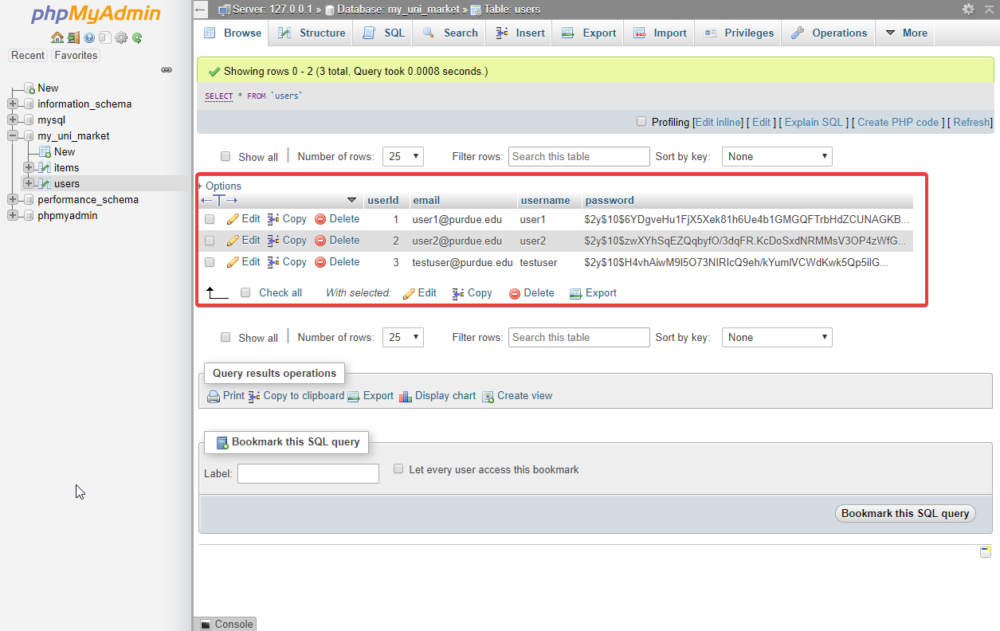 phpMyAdmin
Recent Favorites
New
information_schema
mysql
my_uni_market
New
items
users
performance_schema
phpmyadmin
Server: 127.0.0.1 » Database: my_uni_market » Table: users
Browse Structure SQL Search Insert Export Import Privileges Operations More
Showing rows 0 - 2 (3 total, Query took 0.0008 seconds.)
SELECT * FROM `users`
Profiling [Edit inline] [ Edit ] [ Explain SQL ] [ Create PHP code ] [ Refresh]
Show all Number of rows: 25 Filter rows: Search this table Sort by key: None
+ Options
←T→ userId email username password
Edit Copy Delete 1 user1@purdue.edu user1 $2y$10$6YDgveHu1FjX5Xek81h6Ue4b1GMGQFTrbHdZCUNAGKB...
Edit Copy Delete 2 user2@purdue.edu user2 $2y$10$zwXYhSqEZQqbyfO/3dqFR.KcDoSxdNRMMsV3OP4zWfG...
Edit Copy Delete 3 testuser@purdue.edu testuser
Check all With selected: Edit Copy Delete Export
Show all Number of rows: 25 Filter rows: Search this table Sort by key: None
Query results operations
Print Copy to clipboard Export Display chart Create view
Bookmark this SQL query
Label: Let every user access this bookmark
Bookmark this SQL query
Console